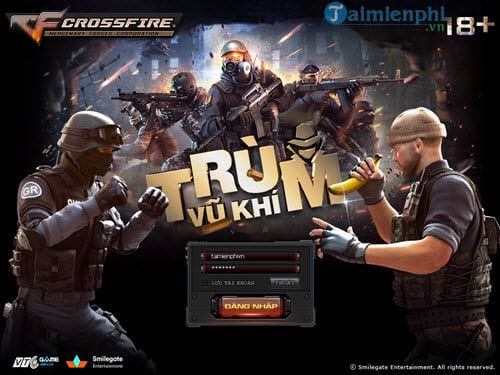 CROSSFIRE
MERCENARY FORCES CORPORATION
Taimienphi
.vn
18+
TRÙM
VŨ KHÍ
GR
taimienphivn
*******
LƯU TÀI KHOẢN
THOÁT
ĐĂNG NHẬP
VTC GAME
Smilegate
Entertainment
© Smilegate Entertainment. All rights reserved.